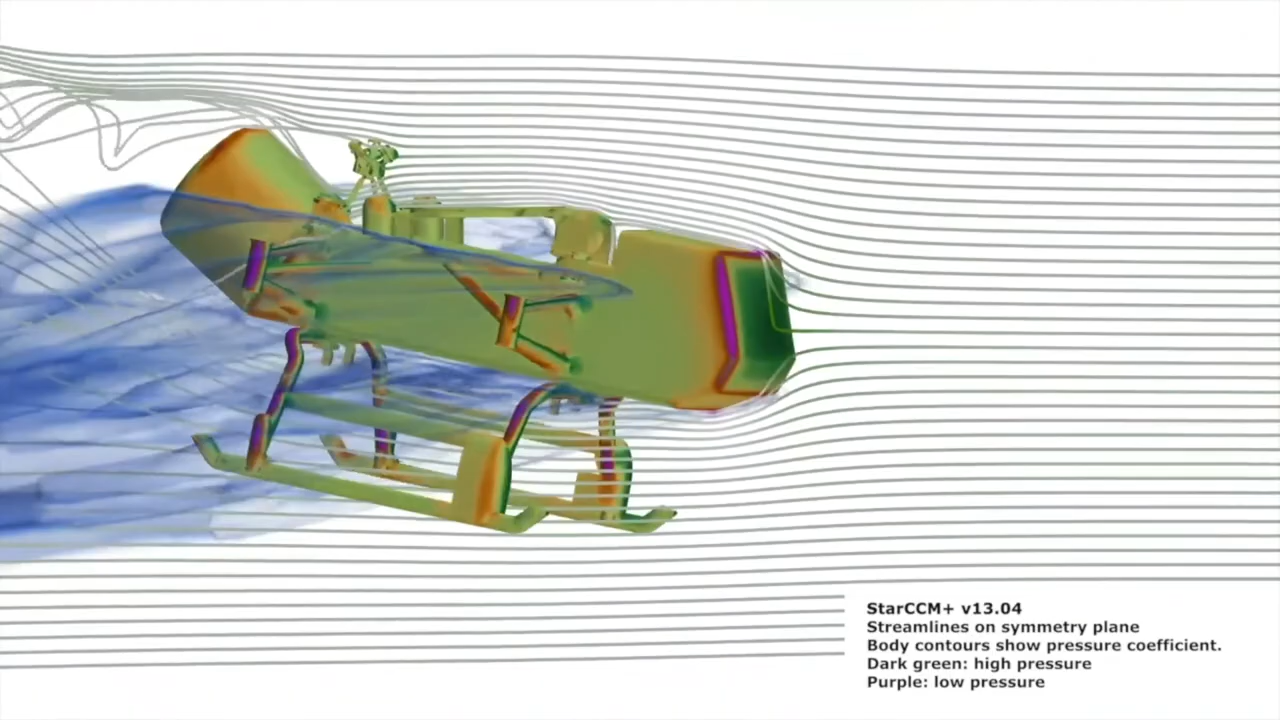 StarCCM+ v13.04
Streamlines on symmetry plane
Body contours show pressure coefficient.
Dark green: high pressure
Purple: low pressure